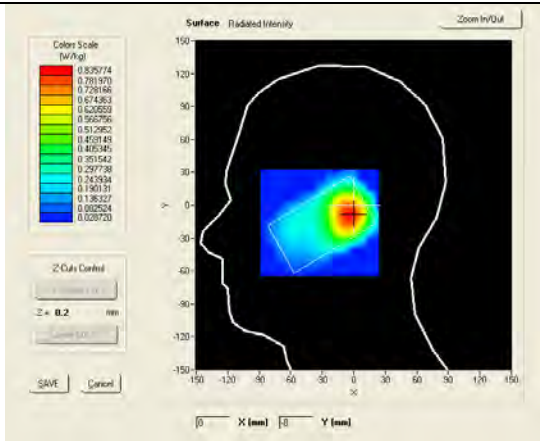 Surface Radiated Intensity
Zoom In/Out
Colors Scale
(W/kg)
0.835774
0.781970
0.728166
0.674363
0.620559
0.566756
0.512952
0.459149
0.405345
0.351542
0.297738
0.243934
0.190131
0.136327
0.082524
0.028720
150
120
90
60
30
0
-30
-60
-90
-120
-150
Y
-150 -120 -90 -60 -30 0 30 60 90 120 150
X
Z-Cuts Control
Z = 0.2 mm
SAVE
Cancel
X (mm)
-8 Y (mm)